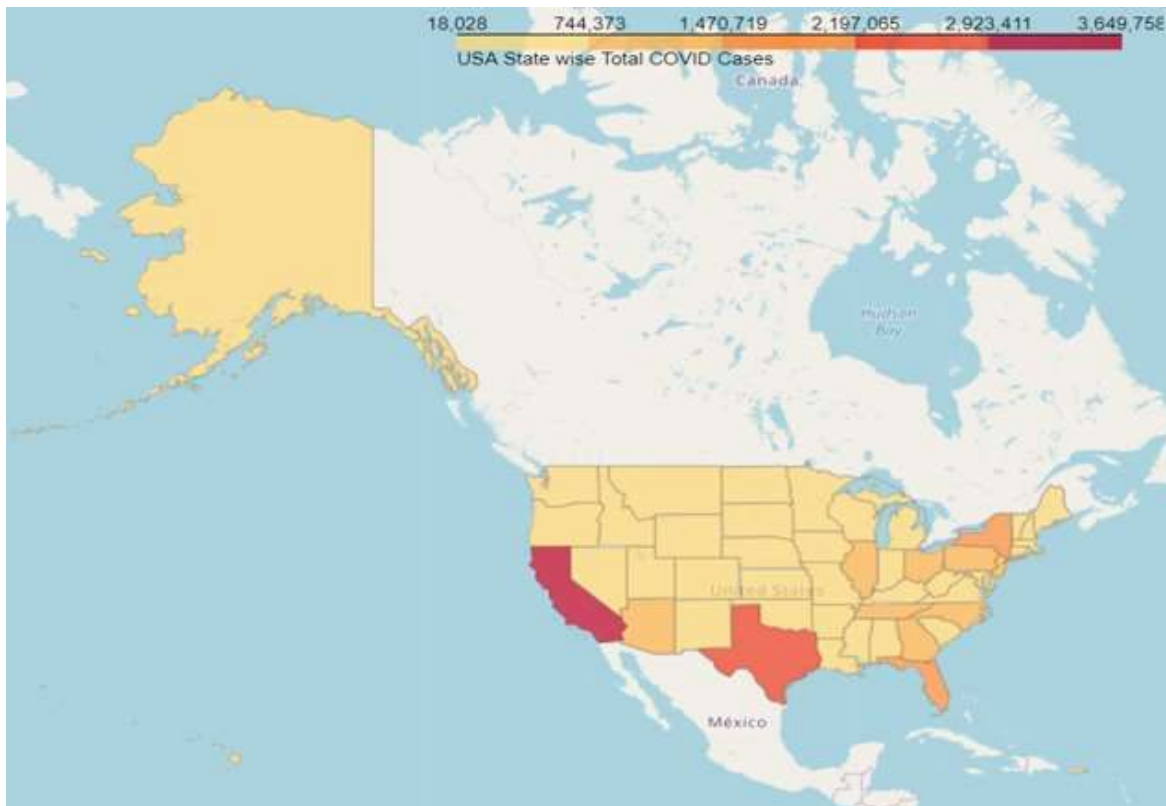 18,028 744,373 1,470,719 2,197,065 2,923,411 3,649,758
USA State wise Total COVID Cases
Canada
Hudson
Bay
United States
México